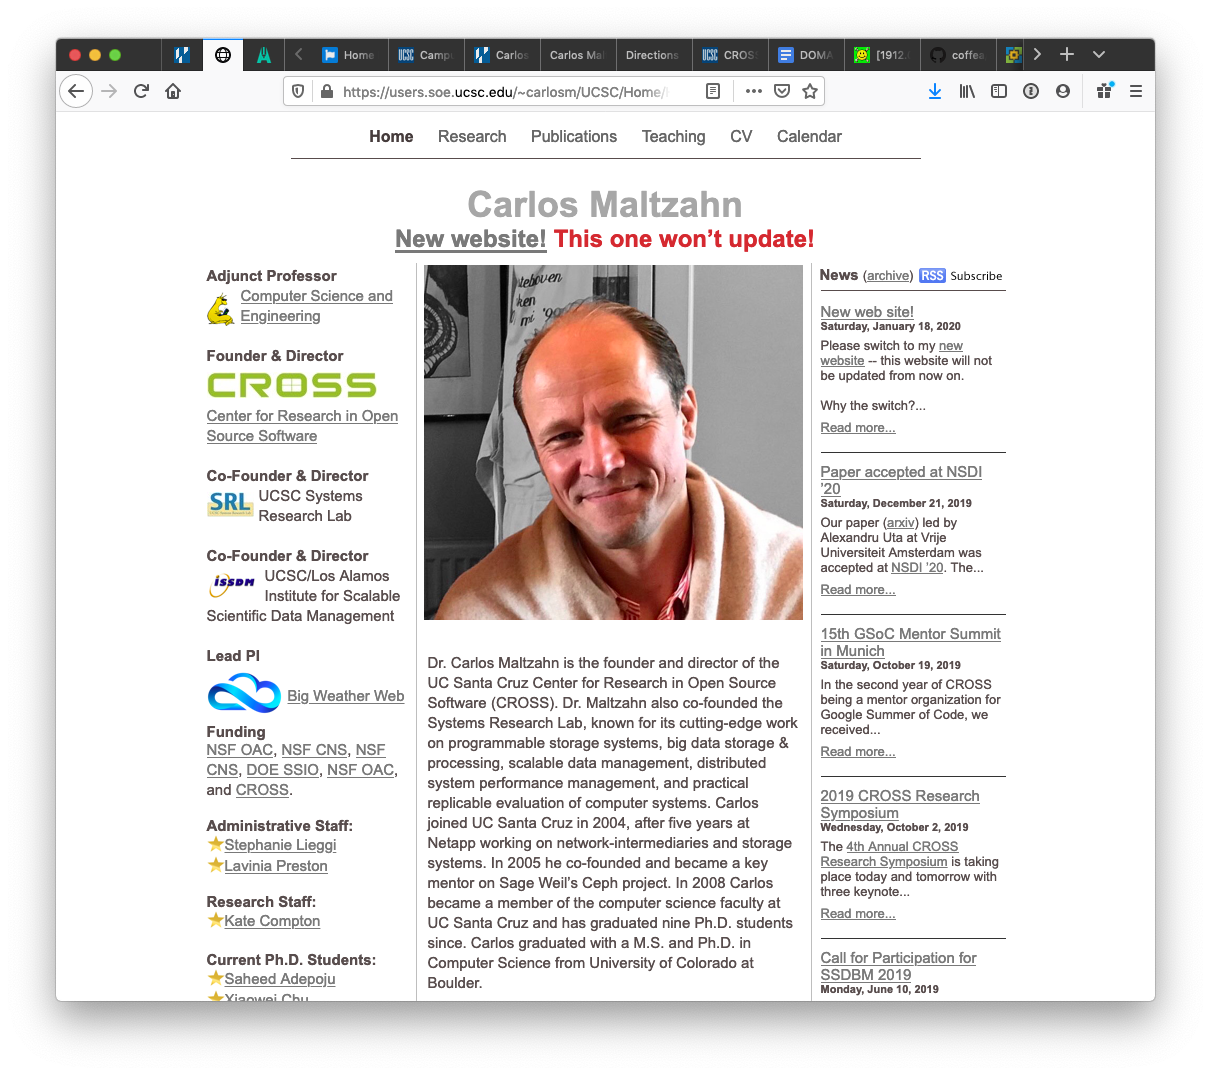 Home
Campu
Carlos
Carlos Mal
Directions
CROSS
DOMA
[1912.
coffea
https://users.soe.ucsc.edu/~carlosm/UCSC/Home/
Home Research Publications Teaching CV Calendar
Carlos Maltzahn
New website! This one won’t update!
Adjunct Professor
Computer Science and
Engineering
Founder & Director
CROSS
Center for Research in Open
Source Software
Co-Founder & Director
SRL UCSC Systems
Research Lab
Co-Founder & Director
ISSDM UCSC/Los Alamos
Institute for Scalable
Scientific Data Management
Lead PI
Big Weather Web
Funding
NSF OAC, NSF CNS, NSF
CNS, DOE SSIO, NSF OAC,
and CROSS.
Administrative Staff:
Stephanie Lieggi
Lavinia Preston
Research Staff:
Kate Compton
Current Ph.D. Students:
Saheed Adepoju
Xiaowei Chu
teboven
ken
mi '90
Dr. Carlos Maltzahn is the founder and director of the
UC Santa Cruz Center for Research in Open Source
Software (CROSS). Dr. Maltzahn also co-founded the
Systems Research Lab, known for its cutting-edge work
on programmable storage systems, big data storage &
processing, scalable data management, distributed
system performance management, and practical
replicable evaluation of computer systems. Carlos
joined UC Santa Cruz in 2004, after five years at
Netapp working on network-intermediaries and storage
systems. In 2005 he co-founded and became a key
mentor on Sage Weil’s Ceph project. In 2008 Carlos
became a member of the computer science faculty at
UC Santa Cruz and has graduated nine Ph.D. students
since. Carlos graduated with a M.S. and Ph.D. in
Computer Science from University of Colorado at
Boulder.
News (archive) RSS Subscribe
New web site!
Saturday, January 18, 2020
Please switch to my new
website -- this website will not
be updated from now on.
Why the switch?...
Read more...
Paper accepted at NSDI
’20
Saturday, December 21, 2019
Our paper (arxiv) led by
Alexandru Uta at Vrije
Universiteit Amsterdam was
accepted at NSDI ’20. The...
Read more...
15th GSoC Mentor Summit
in Munich
Saturday, October 19, 2019
In the second year of CROSS
being a mentor organization for
Google Summer of Code, we
received...
Read more...
2019 CROSS Research
Symposium
Wednesday, October 2, 2019
The 4th Annual CROSS
Research Symposium is taking
place today and tomorrow with
three keynote...
Read more...
Call for Participation for
SSDBM 2019
Monday, June 10, 2019